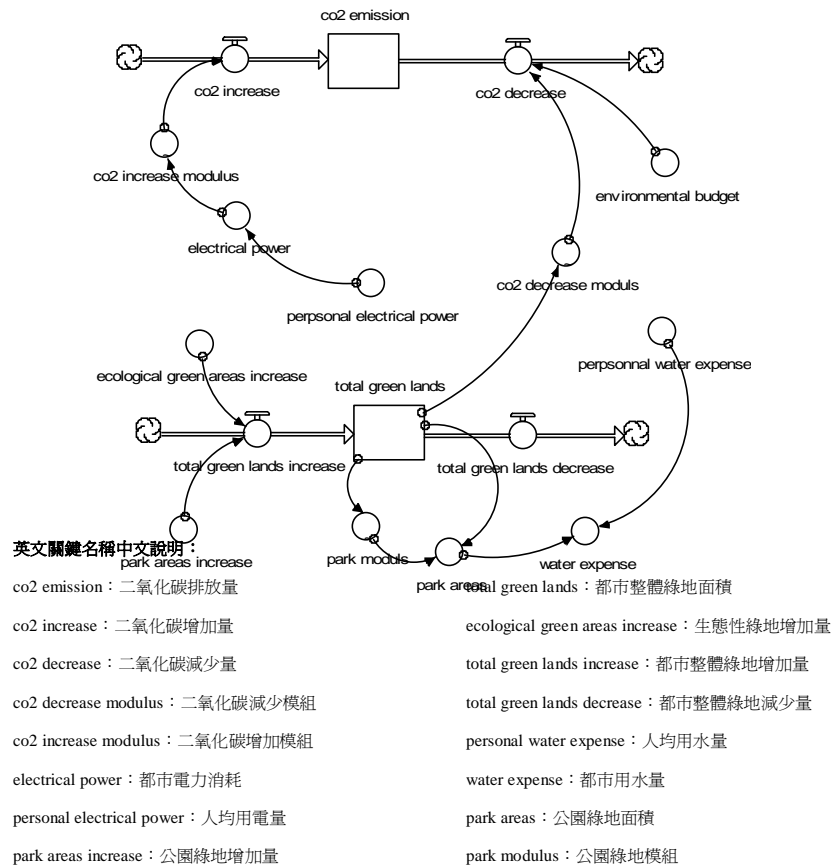 co2 emission
co2 increase
co2 decrease
co2 increase modulus
environmental budget
electrical power
co2 decrease moduls
perpsonal electrical power
ecological green areas increase
total green lands
perpsonnal water expense
total green lands increase
total green lands decrease
park areas increase
park moduls
park areas
water expense
英文關鍵名稱中文說明：
co2 emission：二氧化碳排放量
co2 increase：二氧化碳增加量
co2 decrease：二氧化碳減少量
co2 decrease modulus：二氧化碳減少模組
co2 increase modulus：二氧化碳增加模組
electrical power：都市電力消耗
personal electrical power：人均用電量
park areas increase：公園綠地增加量
total green lands：都市整體綠地面積
ecological green areas increase：生態性綠地增加量
total green lands increase：都市整體綠地增加量
total green lands decrease：都市整體綠地減少量
personal water expense：人均用水量
water expense：都市用水量
park areas：公園綠地面積
park modulus：公園綠地模組